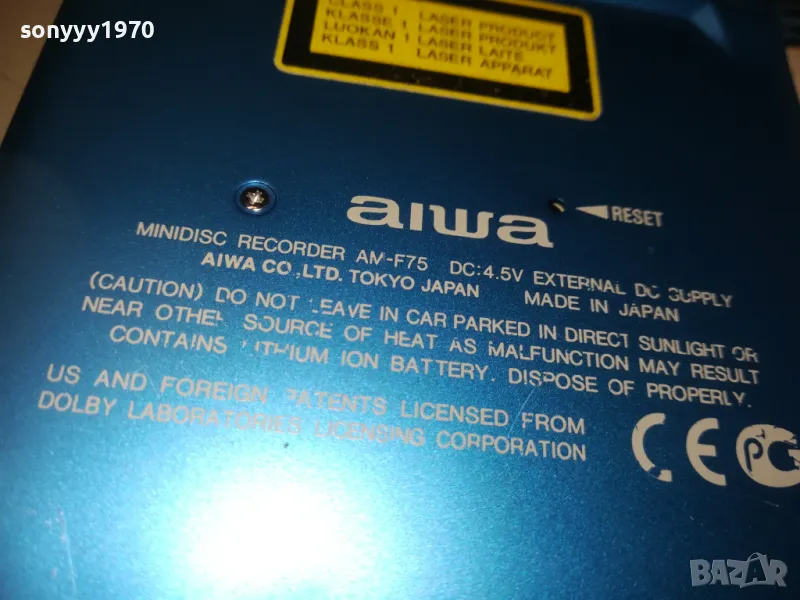 sonyyy1970
CLASS 1 LASER PRODUCT
KLASSE 1 LASER PRODUKT
LUOKAN 1 LASER LAITE
KLASS 1 LASER APPARAT
aiwa
RESET
MINIDISC RECORDER AM-F75 DC:4.5V EXTERNAL DC SUPPLY
AIWA CO.,LTD. TOKYO JAPAN MADE IN JAPAN
(CAUTION) DO NOT LEAVE IN CAR PARKED IN DIRECT SUNLIGHT OR
NEAR OTHER SOURCE OF HEAT AS MALFUNCTION MAY RESULT
CONTAINS LITHIUM ION BATTERY. DISPOSE OF PROPERLY.
US AND FOREIGN PATENTS LICENSED FROM
DOLBY LABORATORIES LICENSING CORPORATION
CE
BAZAR